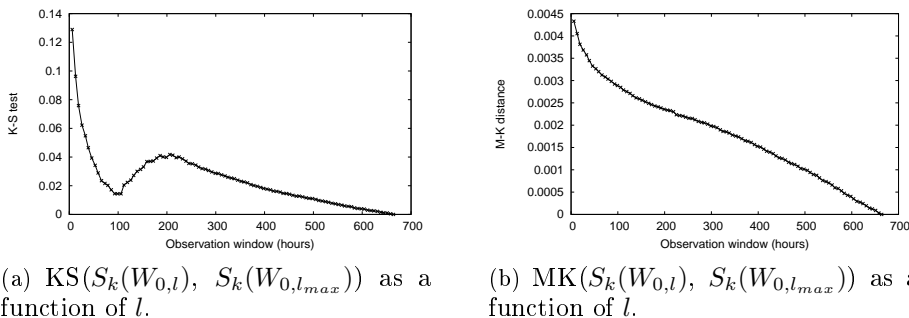 0.14
0.12
0.1
0.08
0.06
0.04
0.02
0
K-S test
0 100 200 300 400 500 600 700
Observation window (hours)
(a) KS(S_k(W_{0,l}), S_k(W_{0,l_{max}})) as a
function of l.
0.0045
0.004
0.0035
0.003
0.0025
0.002
0.0015
0.001
0.0005
0
M-K distance
0 100 200 300 400 500 600 700
Observation window (hours)
(b) MK(S_k(W_{0,l}), S_k(W_{0,l_{max}})) as a
function of l.